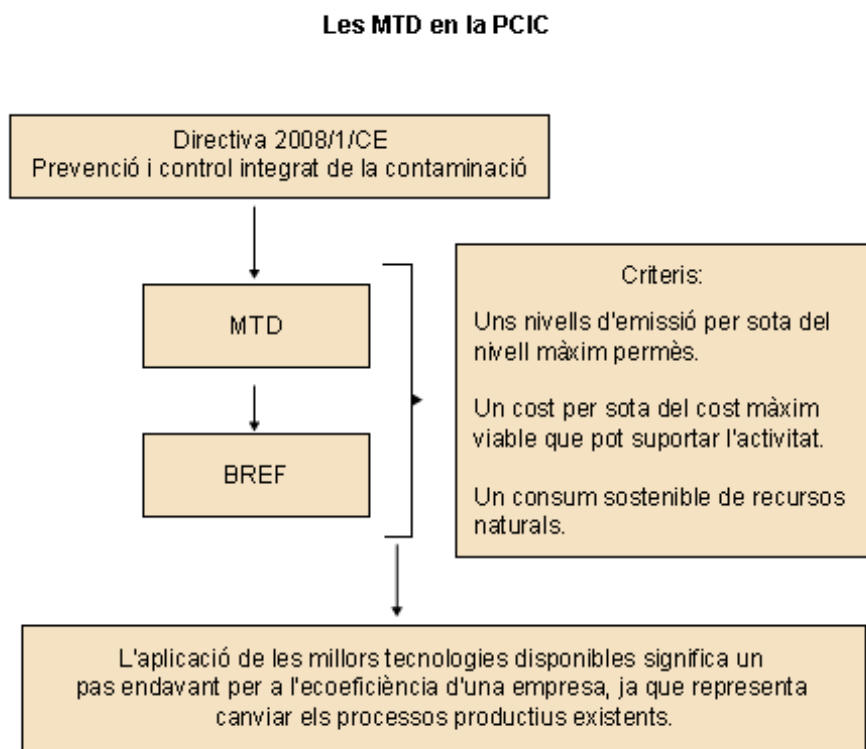 Les MTD en la PCIC
Directiva 2008/1/CE
Prevenció i control integrat de la contaminació
MTD
BREF
Criteris:
Uns nivells d'emissió per sota del
nivell màxim permès.
Un cost per sota del cost màxim
viable que pot suportar l'activitat.
Un consum sostenible de recursos
naturals.
L'aplicació de les millors tecnologies disponibles significa un
pas endavant per a l'ecoeficiència d'una empresa, ja que representa
canviar els processos productius existents.